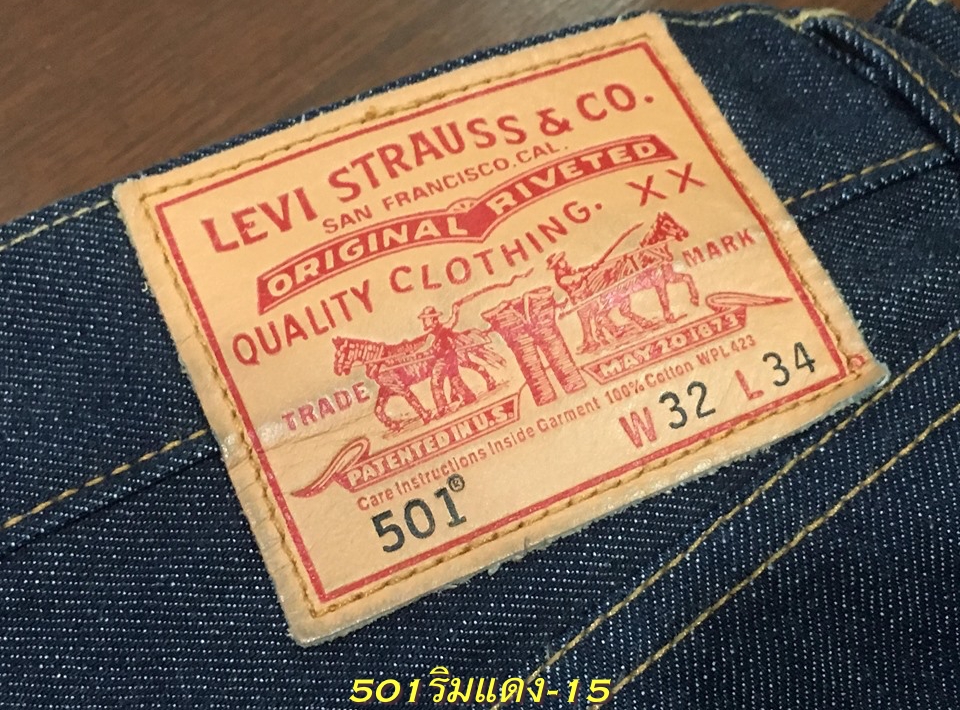 LEVI STRAUSS & CO.
SAN FRANCISCO, CAL.
ORIGINAL RIVETED
QUALITY CLOTHING. XX
TRADE MARK
PATENTED IN U.S. MAY 20 1873
Care Instructions Inside Garment 100% Cotton WPL 423
W 32 L 34
501®
501ริมแดง-15